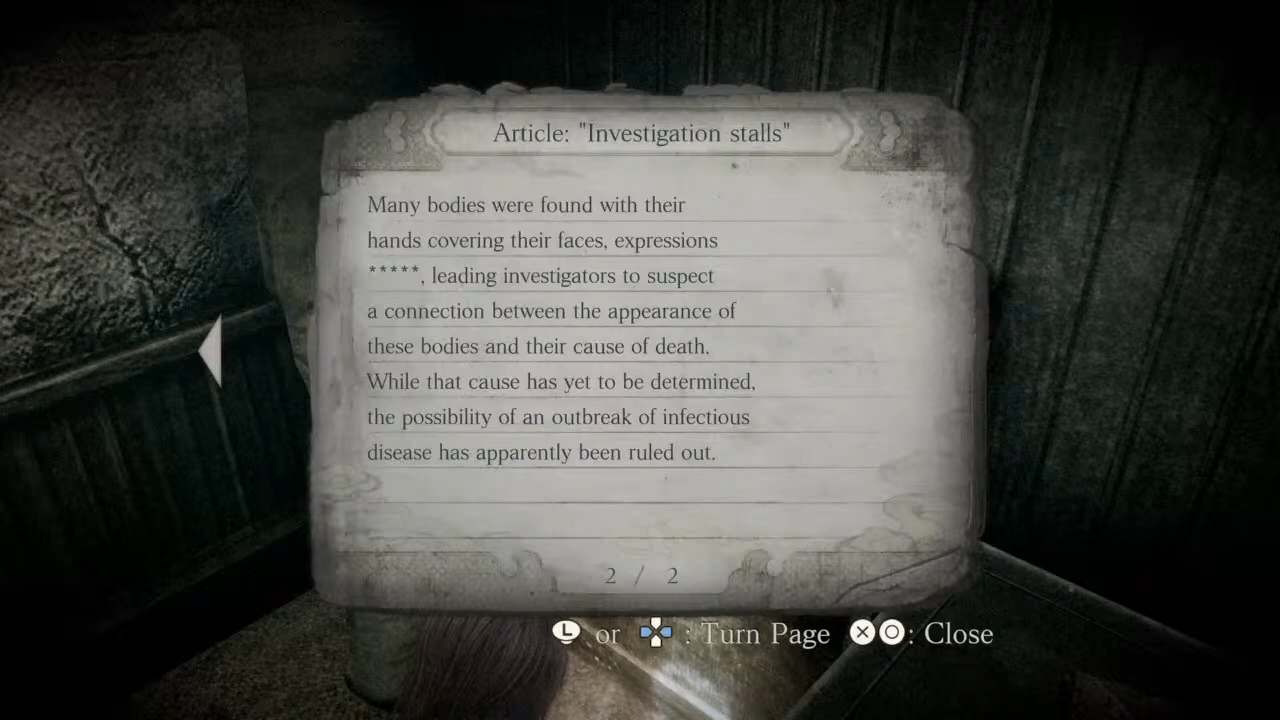 Article: "Investigation stalls"
Many bodies were found with their
hands covering their faces, expressions
*****, leading investigators to suspect
a connection between the appearance of
these bodies and their cause of death.
While that cause has yet to be determined,
the possibility of an outbreak of infectious
disease has apparently been ruled out.
2 / 2
L or : Turn Page : Close